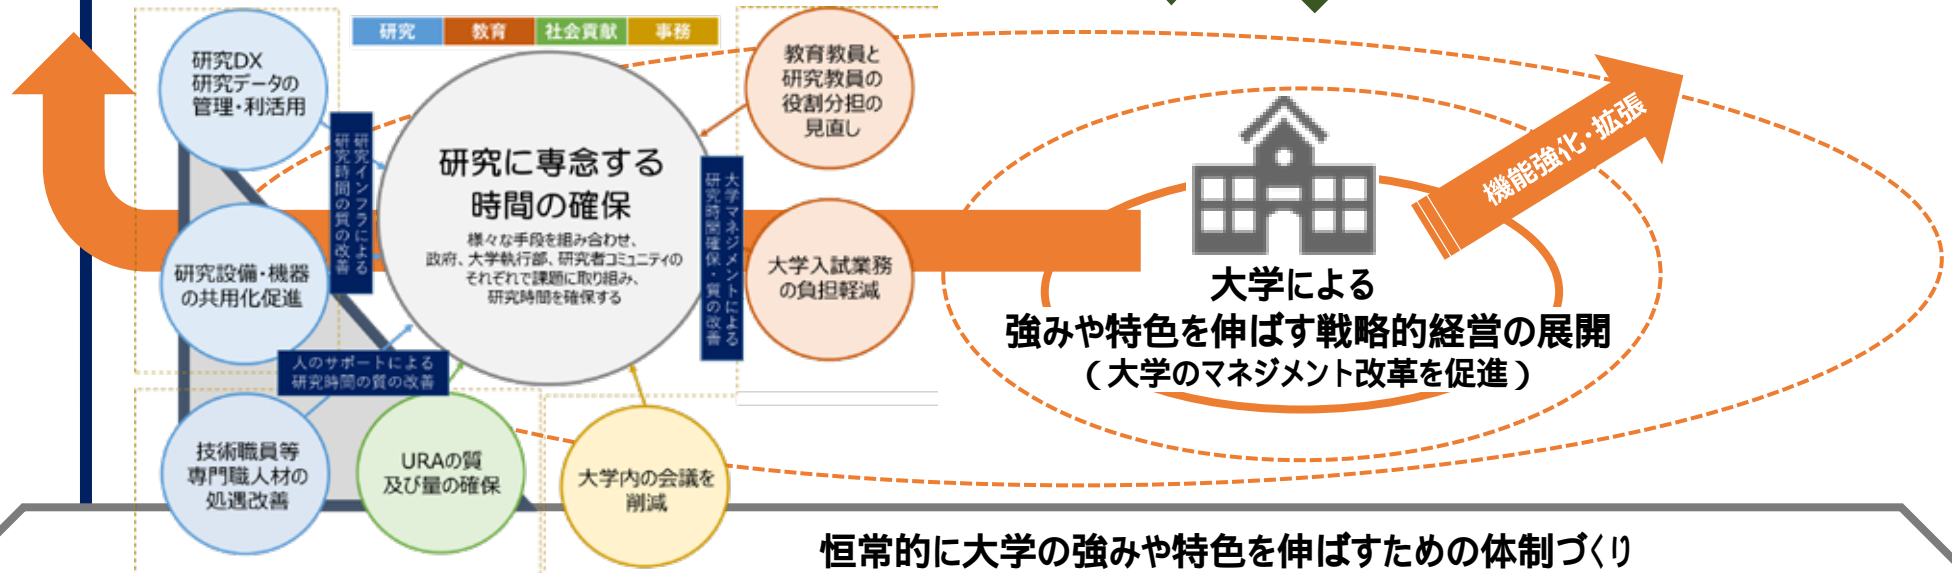 研究 教育 社会貢献 事務
研究DX
研究データの
管理・利活用
研究設備・機器
の共用化促進
技術職員等
専門職人材の
処遇改善
URAの質
及び量の確保
大学内の会議を
削減
教育教員と
研究教員の
役割分担の
見直し
大学入試業務
の負担軽減
研究インフラによる
研究時間の質の改善
人のサポートによる
研究時間の質の改善
大学マネジメントによる
研究時間確保・質の改善
研究に専念する
時間の確保
様々な手段を組み合わせ、
政府、大学執行部、研究者コミュニティの
それぞれで課題に取り組み、
研究時間を確保する
機能強化・拡張
大学による
強みや特色を伸ばす戦略的経営の展開
（大学のマネジメント改革を促進）
恒常的に大学の強みや特色を伸ばすための体制づくり